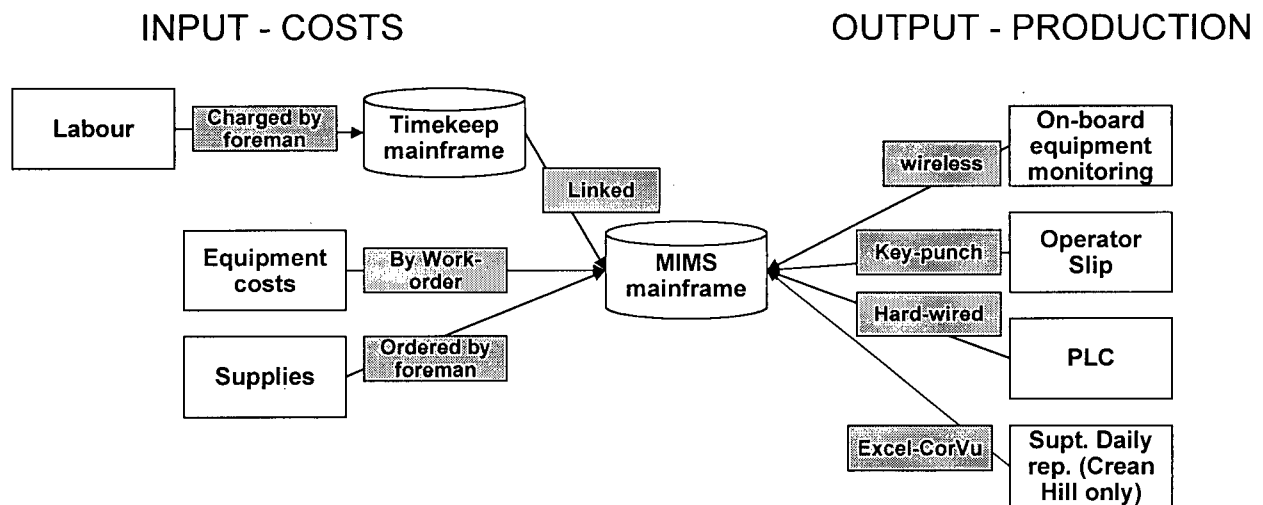 INPUT - COSTS
OUTPUT - PRODUCTION
Labour
Charged by
foreman
Timekeep
mainframe
Linked
Equipment
costs
By Work-
order
Supplies
Ordered by
foreman
MIMS
mainframe
wireless
On-board
equipment
monitoring
Key-punch
Operator
Slip
Hard-wired
PLC
Excel-CorVu
Supt. Daily
rep. (Crean
Hill only)